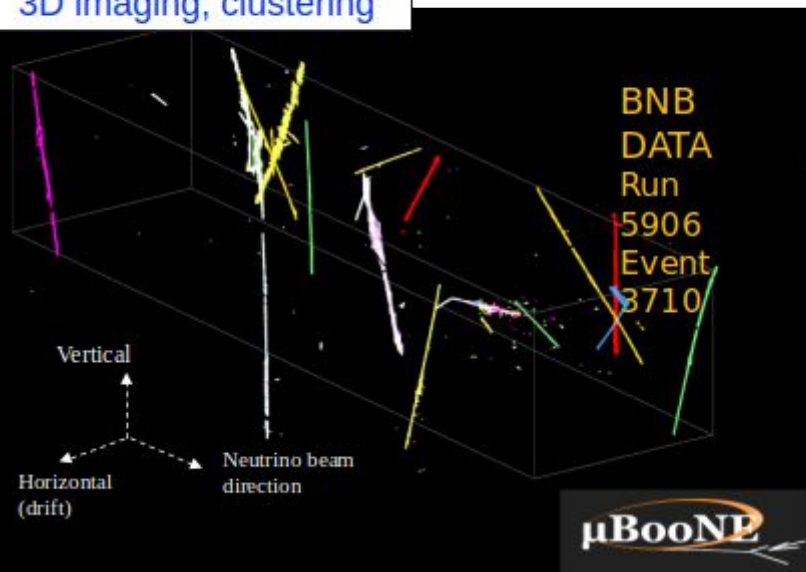 3D imaging, clustering
BNB
DATA
Run
5906
Event
3710
Vertical
Horizontal
(drift)
Neutrino beam
direction
µBooNE